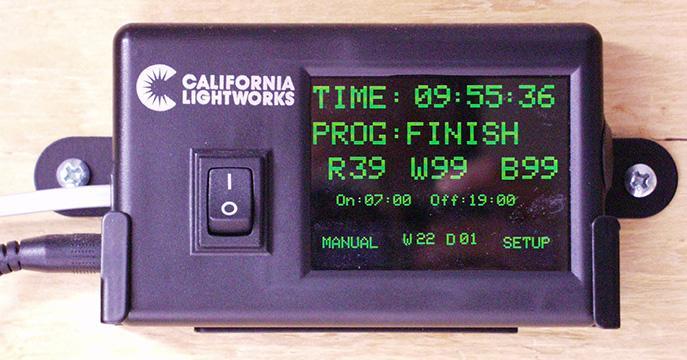 CALIFORNIA
LIGHTWORKS
TIME: 09:55:36
PROG:FINISH
R39 W99 B99
On:07:00 Off:19:00
MANUAL W22 D01 SETUP
I
O